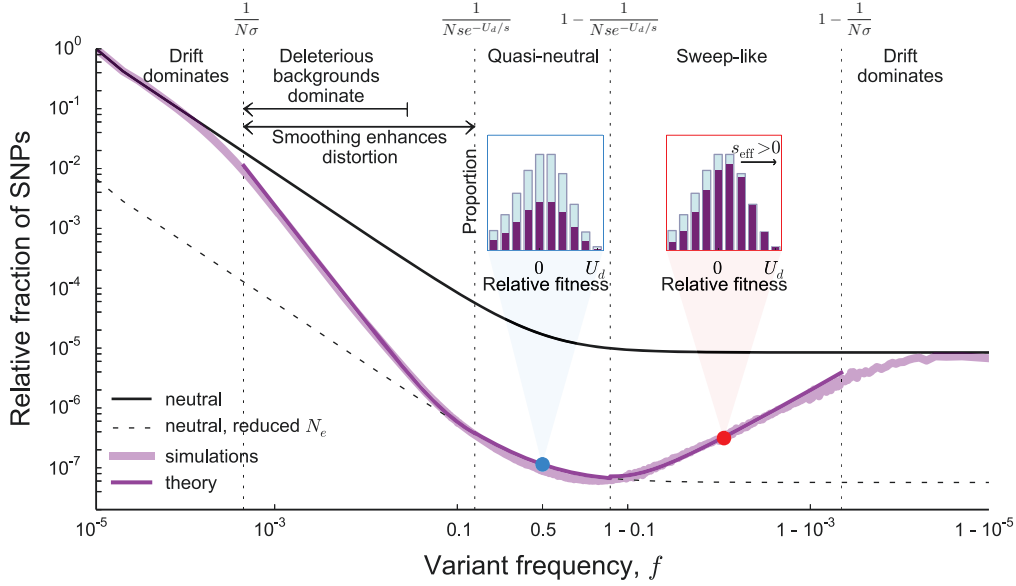 1/(Nσ)
1/(Nse^{-U_d/s})
1 − 1/(Nse^{-U_d/s})
1 − 1/(Nσ)
Drift
dominates
Deleterious
backgrounds
dominate
Quasi-neutral
Sweep-like
Drift
dominates
Smoothing enhances
distortion
10^0
10^-1
10^-2
10^-3
10^-4
10^-5
10^-6
10^-7
Relative fraction of SNPs
Proportion
0
U_d
Relative fitness
s_eff >0
0
U_d
Relative fitness
neutral
neutral, reduced N_e
simulations
theory
10^-5
10^-3
0.1
0.5
1 - 0.1
1-10^-3
1 - 10^-5
Variant frequency, f